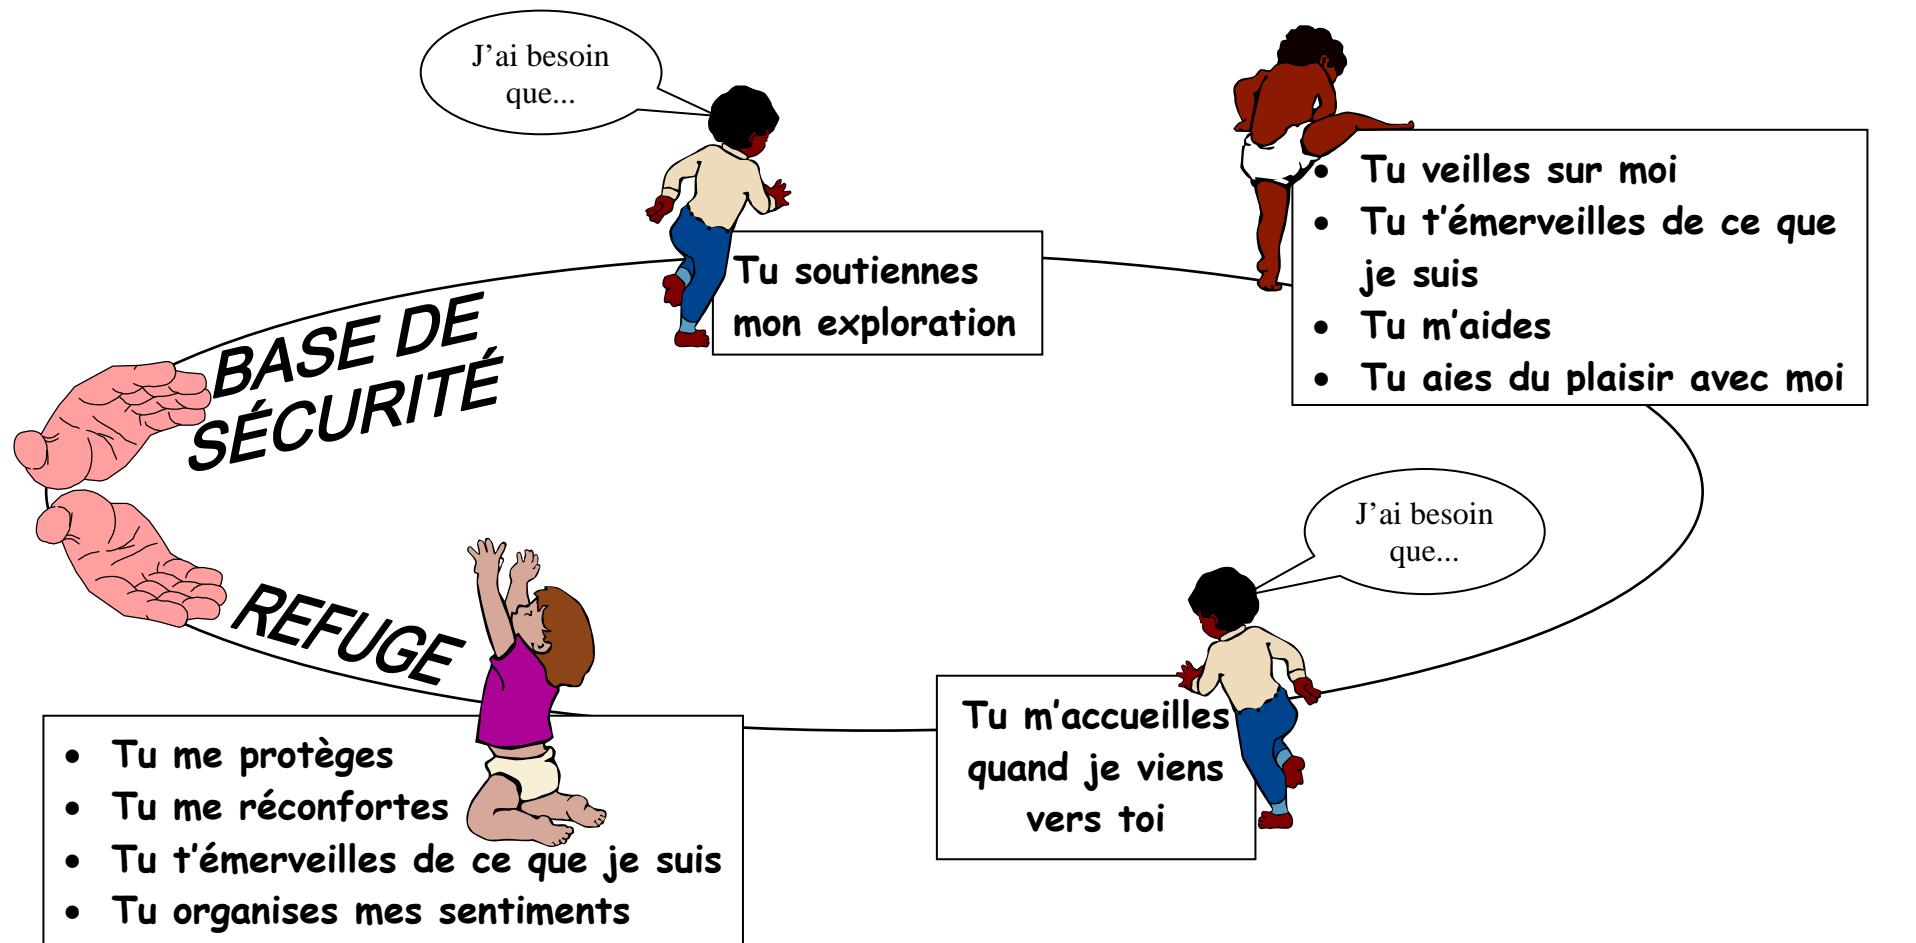 J'ai besoin
que...
Tu soutiennes
mon exploration
• Tu veilles sur moi
• Tu t'émerveilles de ce que
je suis
• Tu m'aides
• Tu aies du plaisir avec moi
BASE DE
SÉCURITÉ
J'ai besoin
que...
Tu m'accueilles
quand je viens
vers toi
REFUGE
• Tu me protèges
• Tu me réconfortes
• Tu t'émerveilles de ce que je suis
• Tu organises mes sentiments